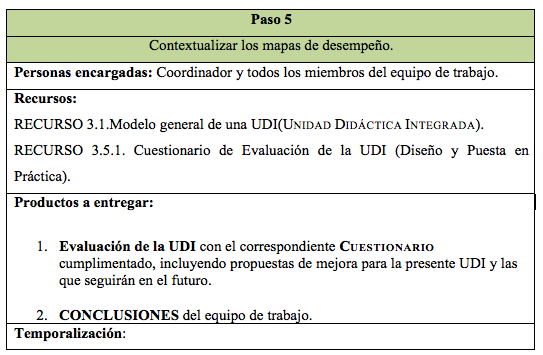 Paso 5
Contextualizar los mapas de desempeño.
Personas encargadas: Coordinador y todos los miembros del equipo de trabajo.
Recursos:
RECURSO 3.1.Modelo general de una UDI(UNIDAD DIDÁCTICA INTEGRADA).
RECURSO 3.5.1. Cuestionario de Evaluación de la UDI (Diseño y Puesta en
Práctica).
Productos a entregar:
1. Evaluación de la UDI con el correspondiente CUESTIONARIO
cumplimentado, incluyendo propuestas de mejora para la presente UDI y las
que seguirán en el futuro.
2. CONCLUSIONES del equipo de trabajo.
Temporalización: